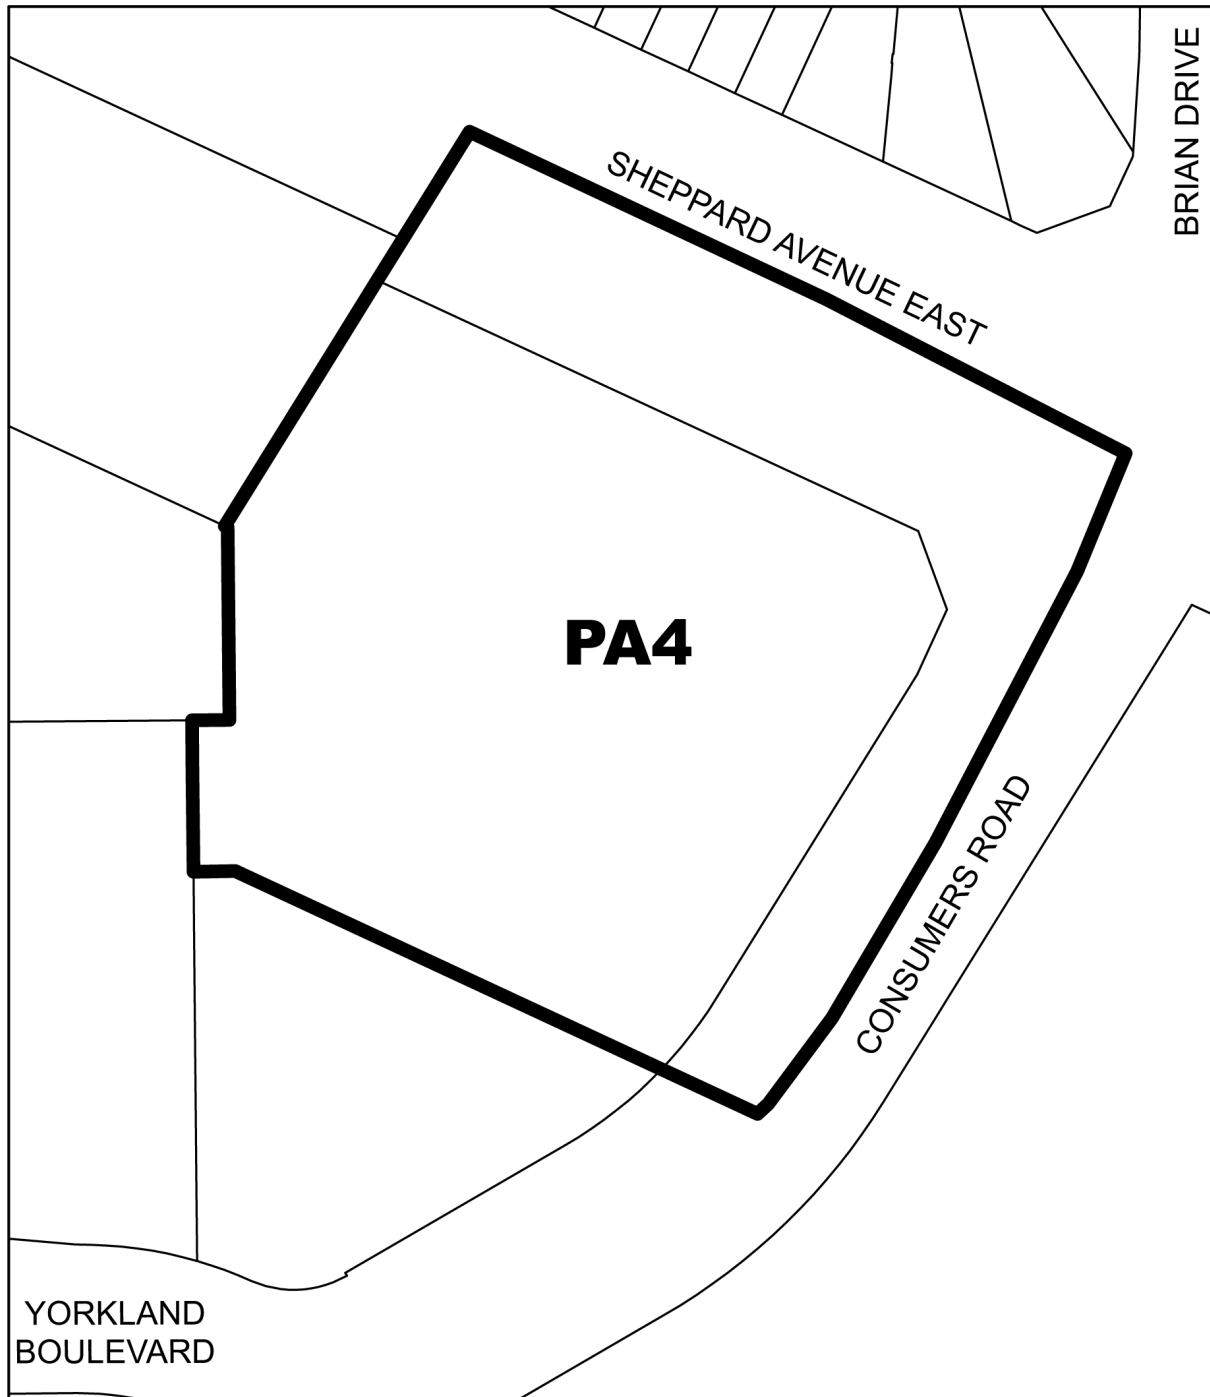 BRIAN DRIVE
SHEPPARD AVENUE EAST
PA4
CONSUMERS ROAD
YORKLAND
BOULEVARD